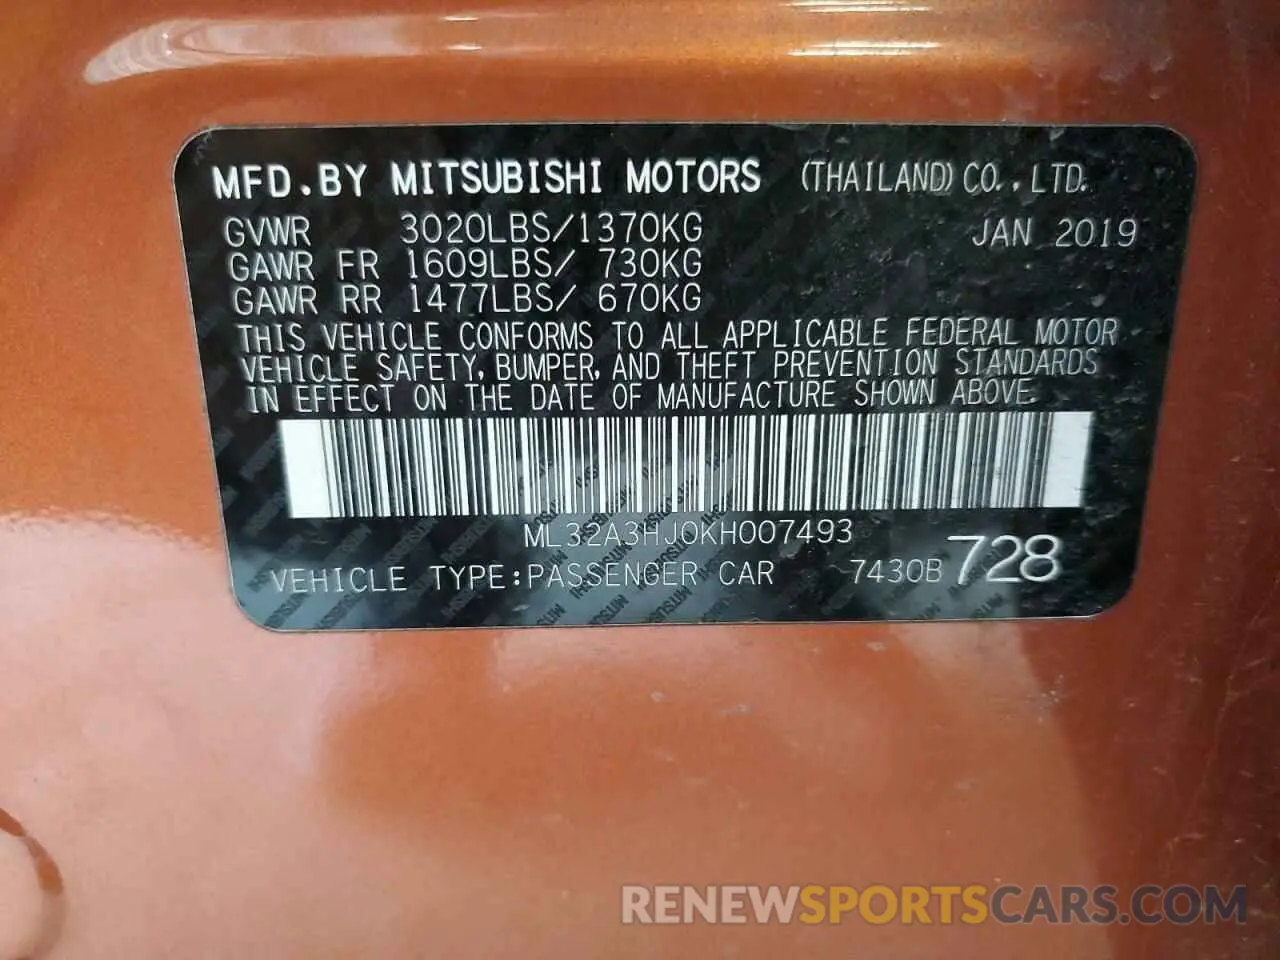 MFD.BY MITSUBISHI MOTORS (THAILAND) CO., LTD.
GVWR 3020LBS/1370KG JAN 2019
GAWR FR 1609LBS/ 730KG
GAWR RR 1477LBS/ 670KG
THIS VEHICLE CONFORMS TO ALL APPLICABLE FEDERAL MOTOR
VEHICLE SAFETY, BUMPER, AND THEFT PREVENTION STANDARDS
IN EFFECT ON THE DATE OF MANUFACTURE SHOWN ABOVE.
ML32A3HJ0KH007493
VEHICLE TYPE:PASSENGER CAR 7430B 728
RENEWSPORTSCARS.COM